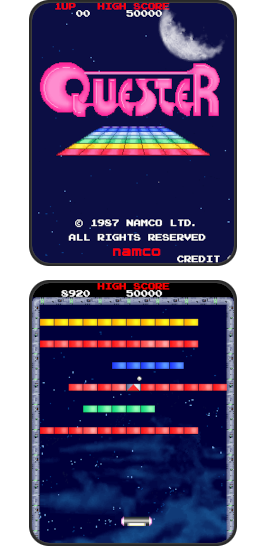 1UP HIGH SCORE
00 50000
QUESTER
© 1987 NAMCO LTD.
ALL RIGHTS RESERVED
namco
CREDIT
HIGH SCORE
8920 50000